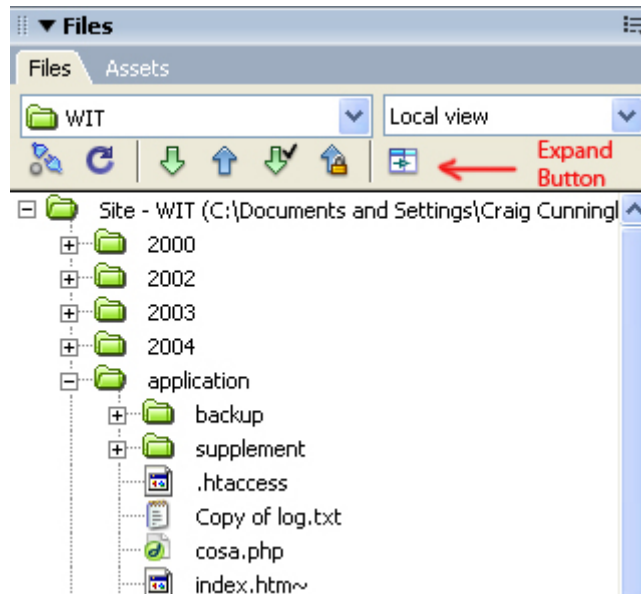 Files
Files Assets
WIT Local view
Expand
Button
Site - WIT (C:\Documents and Settings\Craig Cunningl
2000
2002
2003
2004
application
backup
supplement
.htaccess
Copy of log.txt
cosa.php
index.htm~